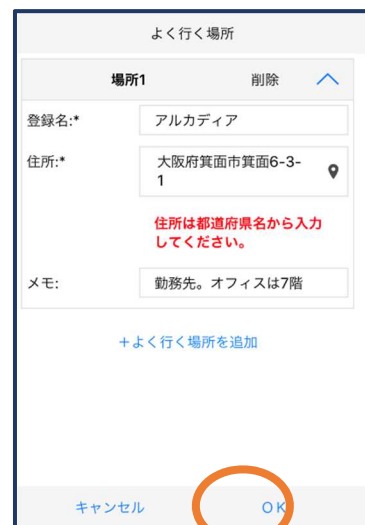 よく行く場所
場所1 削除
登録名:* アルカディア
住所:* 大阪府箕面市箕面6-3-
1
住所は都道府県名から入力
してください。
メモ: 勤務先。オフィスは7階
+よく行く場所を追加
キャンセル OK